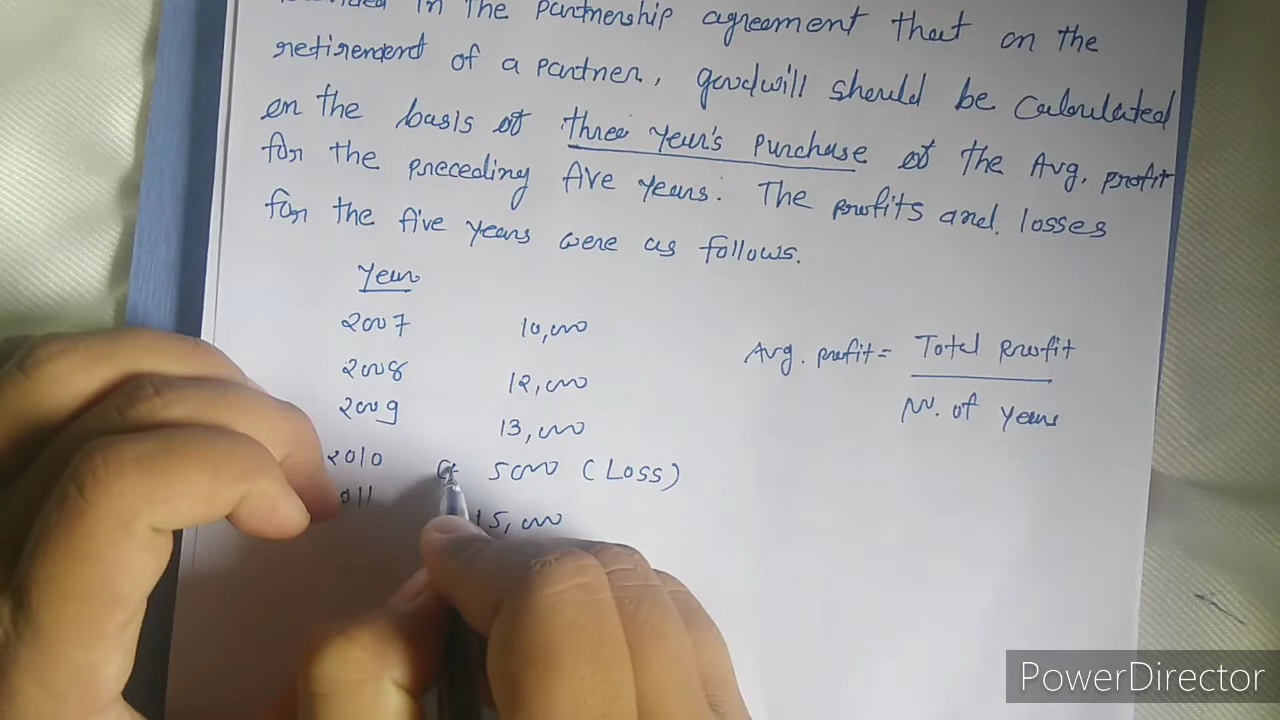 in the partnership agreement that on the
retirement of a partner, goodwill should be calculated
on the basis of three Year's Purchase of the Avg. profit
for the preceding five years. The profits and losses
for the five years were as follows.
Year
2007 10,000
2008 12,000
2009 13,000
2010 5000 (Loss)
011 15,000
Avg. profit = Total Profit
No. of years
PowerDirector